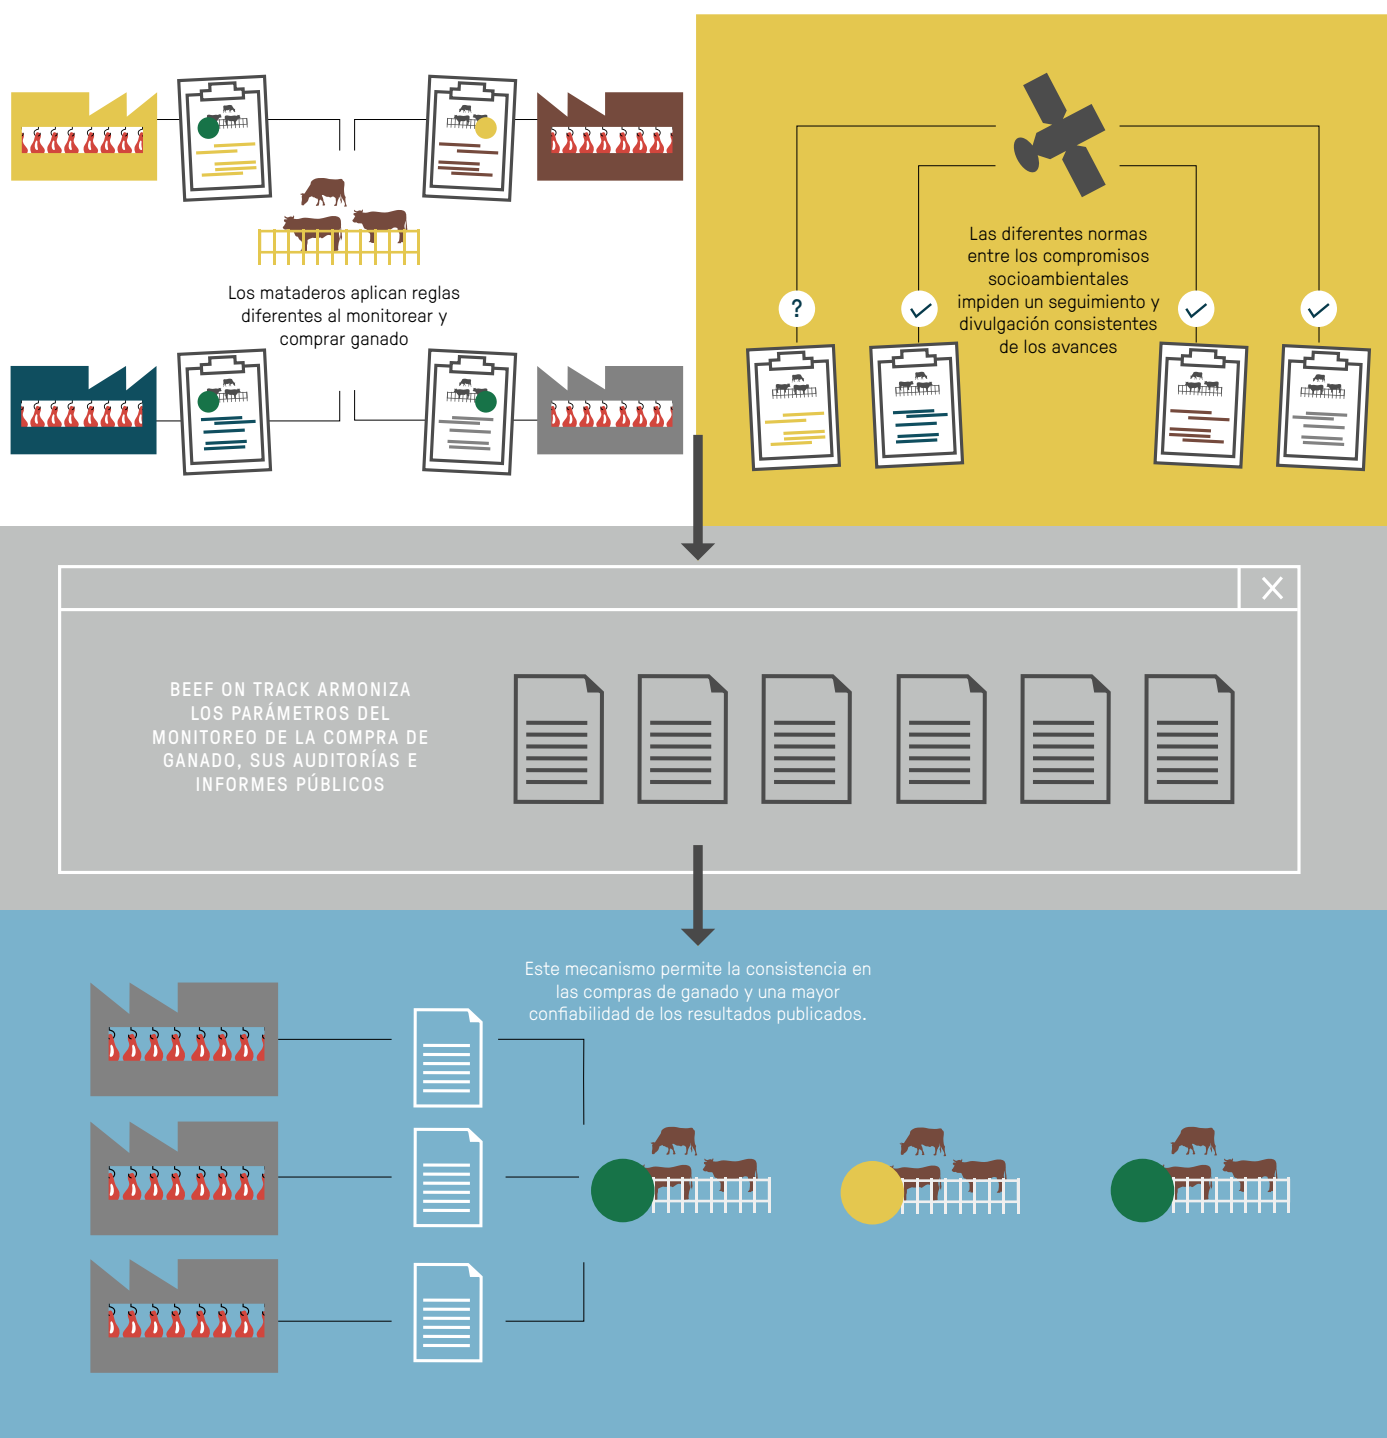 Los mataderos aplican reglas
diferentes al monitorear y
comprar ganado
Las diferentes normas
entre los compromisos
socioambientales
impiden un seguimiento y
divulgación consistentes
de los avances
?
BEEF ON TRACK ARMONIZA
LOS PARÁMETROS DEL
MONITOREO DE LA COMPRA DE
GANADO, SUS AUDITORÍAS E
INFORMES PÚBLICOS
Este mecanismo permite la consistencia en
las compras de ganado y una mayor
confiabilidad de los resultados publicados.